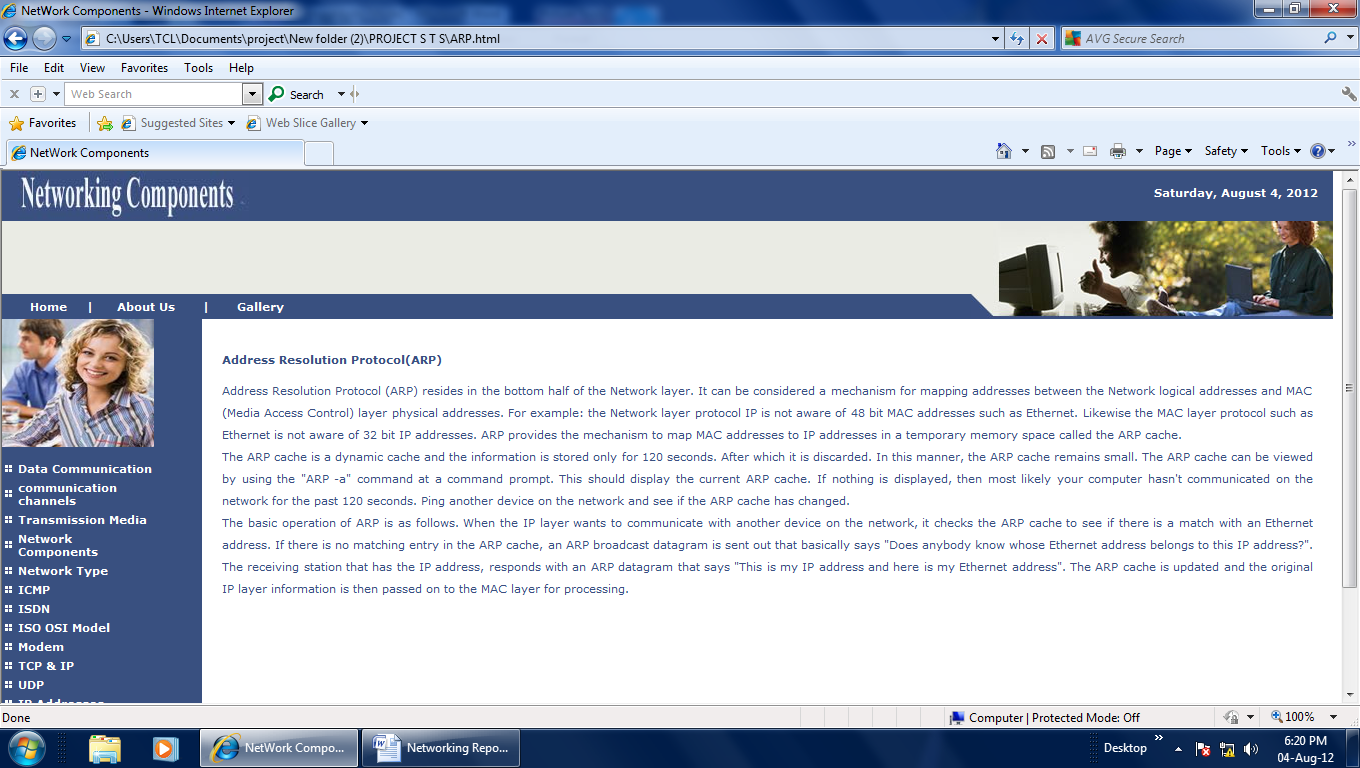 NetWork Components - Windows Internet Explorer
C:\Users\TCL\Documents\project\New folder (2)\PROJECT S T S\ARP.html
AVG Secure Search
File Edit View Favorites Tools Help
Web Search
Search
Favorites
Suggested Sites
Web Slice Gallery
NetWork Components
Page
Safety
Tools
Networking Components
Saturday, August 4, 2012
Home | About Us | Gallery
Address Resolution Protocol(ARP)
Address Resolution Protocol (ARP) resides in the bottom half of the Network layer. It can be considered a mechanism for mapping addresses between the Network logical addresses and MAC
(Media Access Control) layer physical addresses. For example: the Network layer protocol IP is not aware of 48 bit MAC addresses such as Ethernet. Likewise the MAC layer protocol such as
Ethernet is not aware of 32 bit IP addresses. ARP provides the mechanism to map MAC addresses to IP addresses in a temporary memory space called the ARP cache.
The ARP cache is a dynamic cache and the information is stored only for 120 seconds. After which it is discarded. In this manner, the ARP cache remains small. The ARP cache can be viewed
by using the "ARP -a" command at a command prompt. This should display the current ARP cache. If nothing is displayed, then most likely your computer hasn't communicated on the
network for the past 120 seconds. Ping another device on the network and see if the ARP cache has changed.
The basic operation of ARP is as follows. When the IP layer wants to communicate with another device on the network, it checks the ARP cache to see if there is a match with an Ethernet
address. If there is no matching entry in the ARP cache, an ARP broadcast datagram is sent out that basically says "Does anybody know whose Ethernet address belongs to this IP address?".
The receiving station that has the IP address, responds with an ARP datagram that says "This is my IP address and here is my Ethernet address". The ARP cache is updated and the original
IP layer information is then passed on to the MAC layer for processing.
Data Communication
communication
channels
Transmission Media
Network
Components
Network Type
ICMP
ISDN
ISO OSI Model
Modem
TCP & IP
UDP
IP Addresses
Done
Computer | Protected Mode: Off
100%
NetWork Compo...
Networking Repo...
Desktop
6:20 PM
04-Aug-12